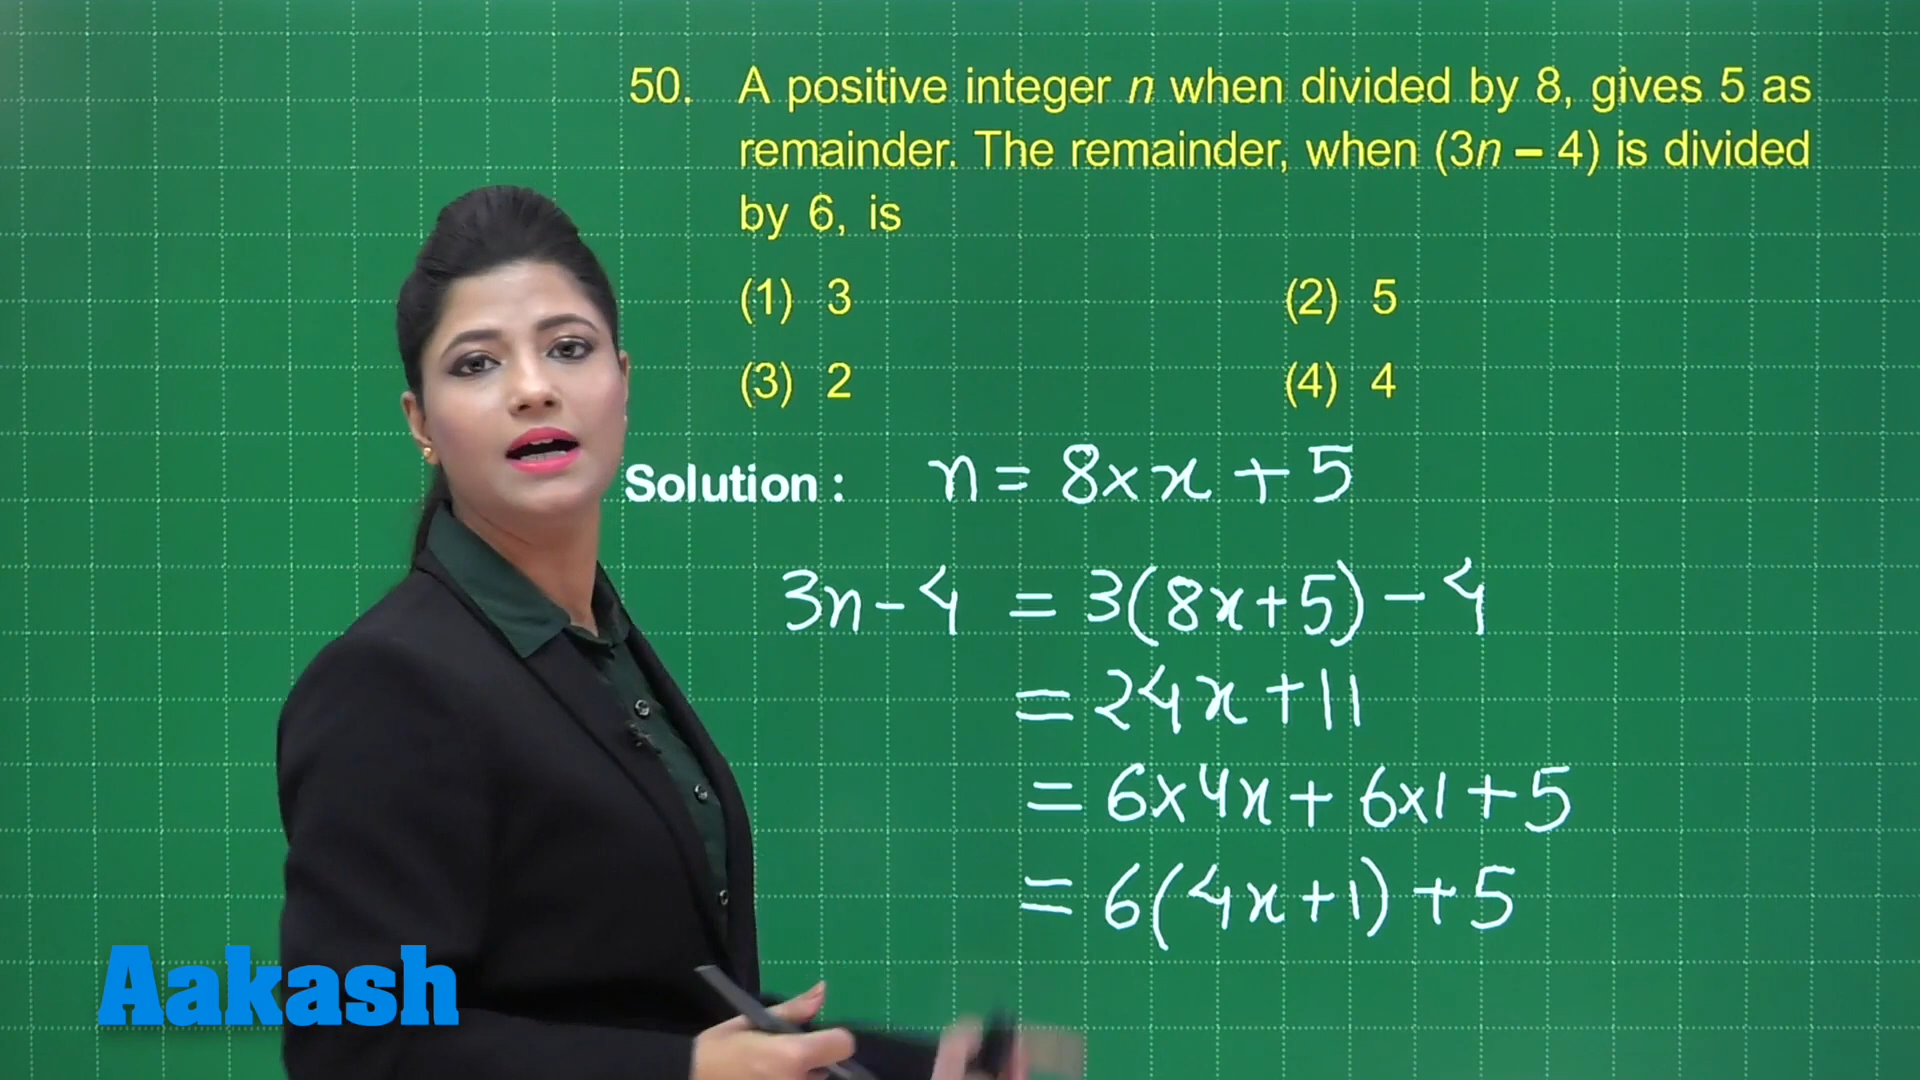 50. A positive integer n when divided by 8, gives 5 as
remainder. The remainder, when (3n – 4) is divided
by 6, is
(1) 3 (2) 5
(3) 2 (4) 4
Solution : n = 8 × x + 5
3n - 4 = 3(8x + 5) - 4
= 24x + 11
= 6 × 4x + 6 × 1 + 5
= 6(4x + 1) + 5
Aakash